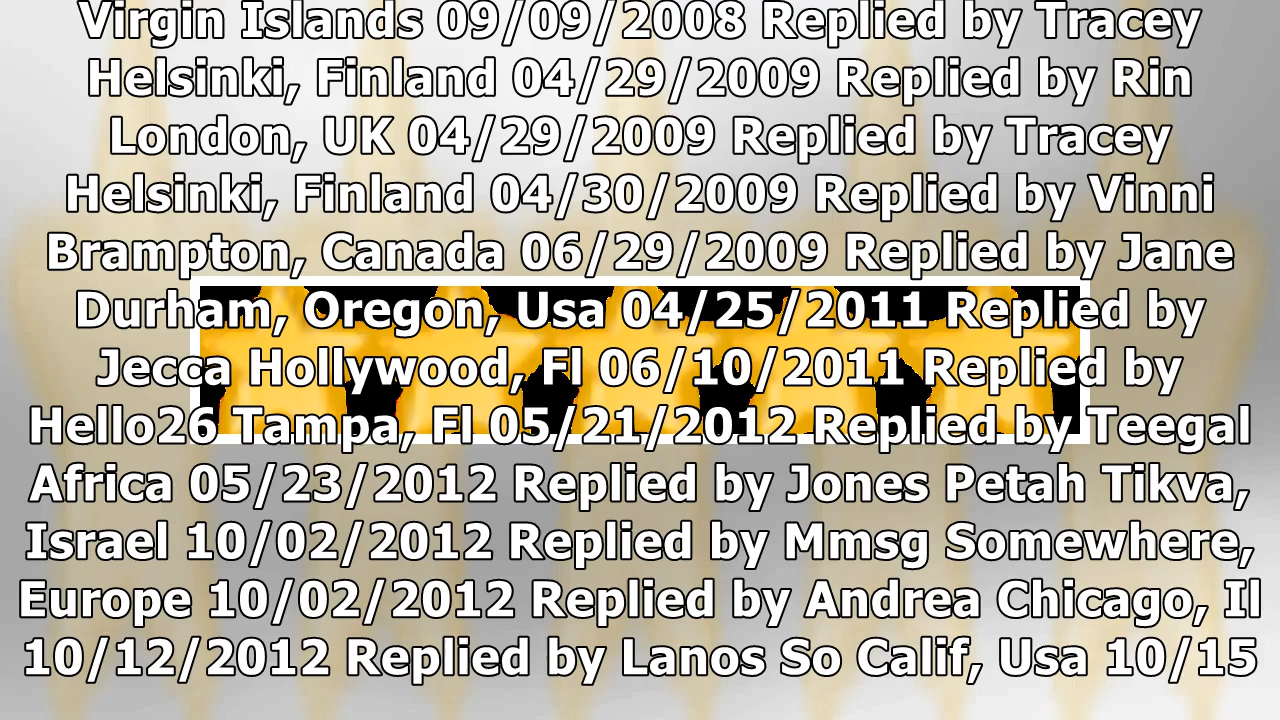 Virgin Islands 09/09/2008 Replied by Tracey
Helsinki, Finland 04/29/2009 Replied by Rin
London, UK 04/29/2009 Replied by Tracey
Helsinki, Finland 04/30/2009 Replied by Vinni
Brampton, Canada 06/29/2009 Replied by Jane
Durham, Oregon, Usa 04/25/2011 Replied by
Jecca Hollywood, Fl 06/10/2011 Replied by
Hello26 Tampa, Fl 05/21/2012 Replied by Teegal
Africa 05/23/2012 Replied by Jones Petah Tikva,
Israel 10/02/2012 Replied by Mmsg Somewhere,
Europe 10/02/2012 Replied by Andrea Chicago, Il
10/12/2012 Replied by Lanos So Calif, Usa 10/15